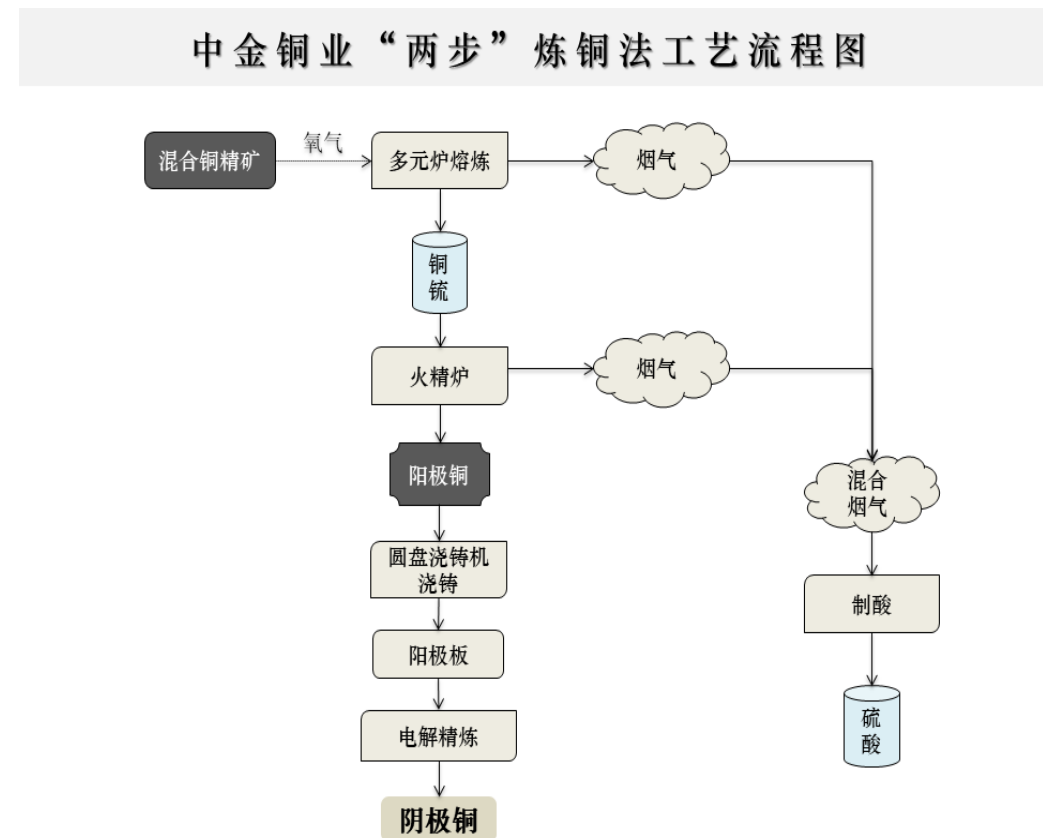 中金铜业“两步”炼铜法工艺流程图
混合铜精矿
氧气
多元炉熔炼
烟气
铜
锍
火精炉
烟气
阳极铜
混合
烟气
圆盘浇铸机
浇铸
制酸
阳极板
硫
酸
电解精炼
阴极铜